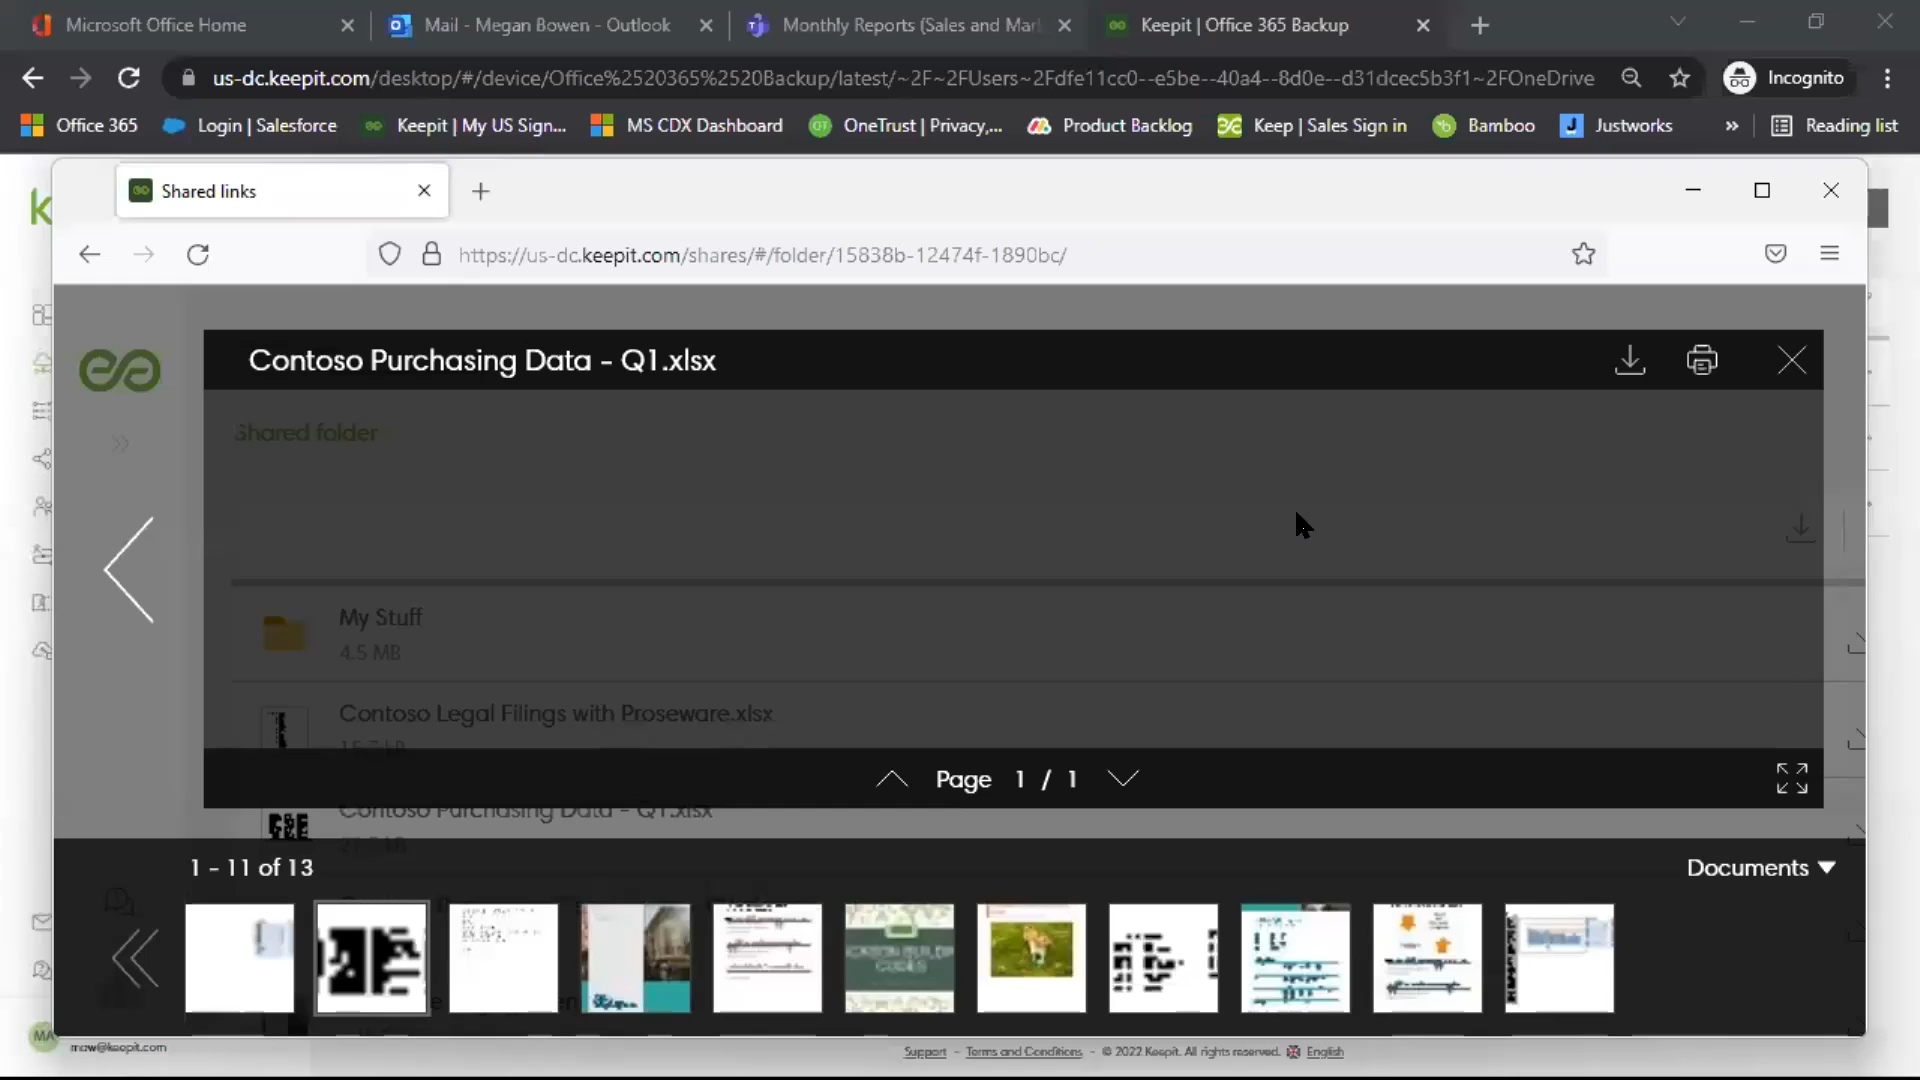 Microsoft Office Home
Mail - Megan Bowen - Outlook
Monthly Reports (Sales and Mar
Keepit | Office 365 Backup
us-dc.keepit.com/desktop/#/device/Office%2520365%2520Backup/latest/~2F~2FUsers~2Fdfe11cc0--e5be--40a4--8d0e--d31dcec5b3f1~2FOneDrive
Incognito
Office 365
Login | Salesforce
Keepit | My US Sign...
MS CDX Dashboard
OneTrust | Privacy,...
Product Backlog
Keep | Sales Sign in
Bamboo
Justworks
»
Reading list
Shared links
https://us-dc.keepit.com/shares/#/folder/15838b-12474f-1890bc/
Contoso Purchasing Data - Q1.xlsx
Shared folder
My Stuff
4.5 MB
Contoso Legal Filings with Proseware.xlsx
Page 1 / 1
Contoso Purchasing Data - Q1.xlsx
1 - 11 of 13
Documents
MA
maw@keepit.com
Support - Terms and Conditions - © 2022 Keepit. All rights reserved. English